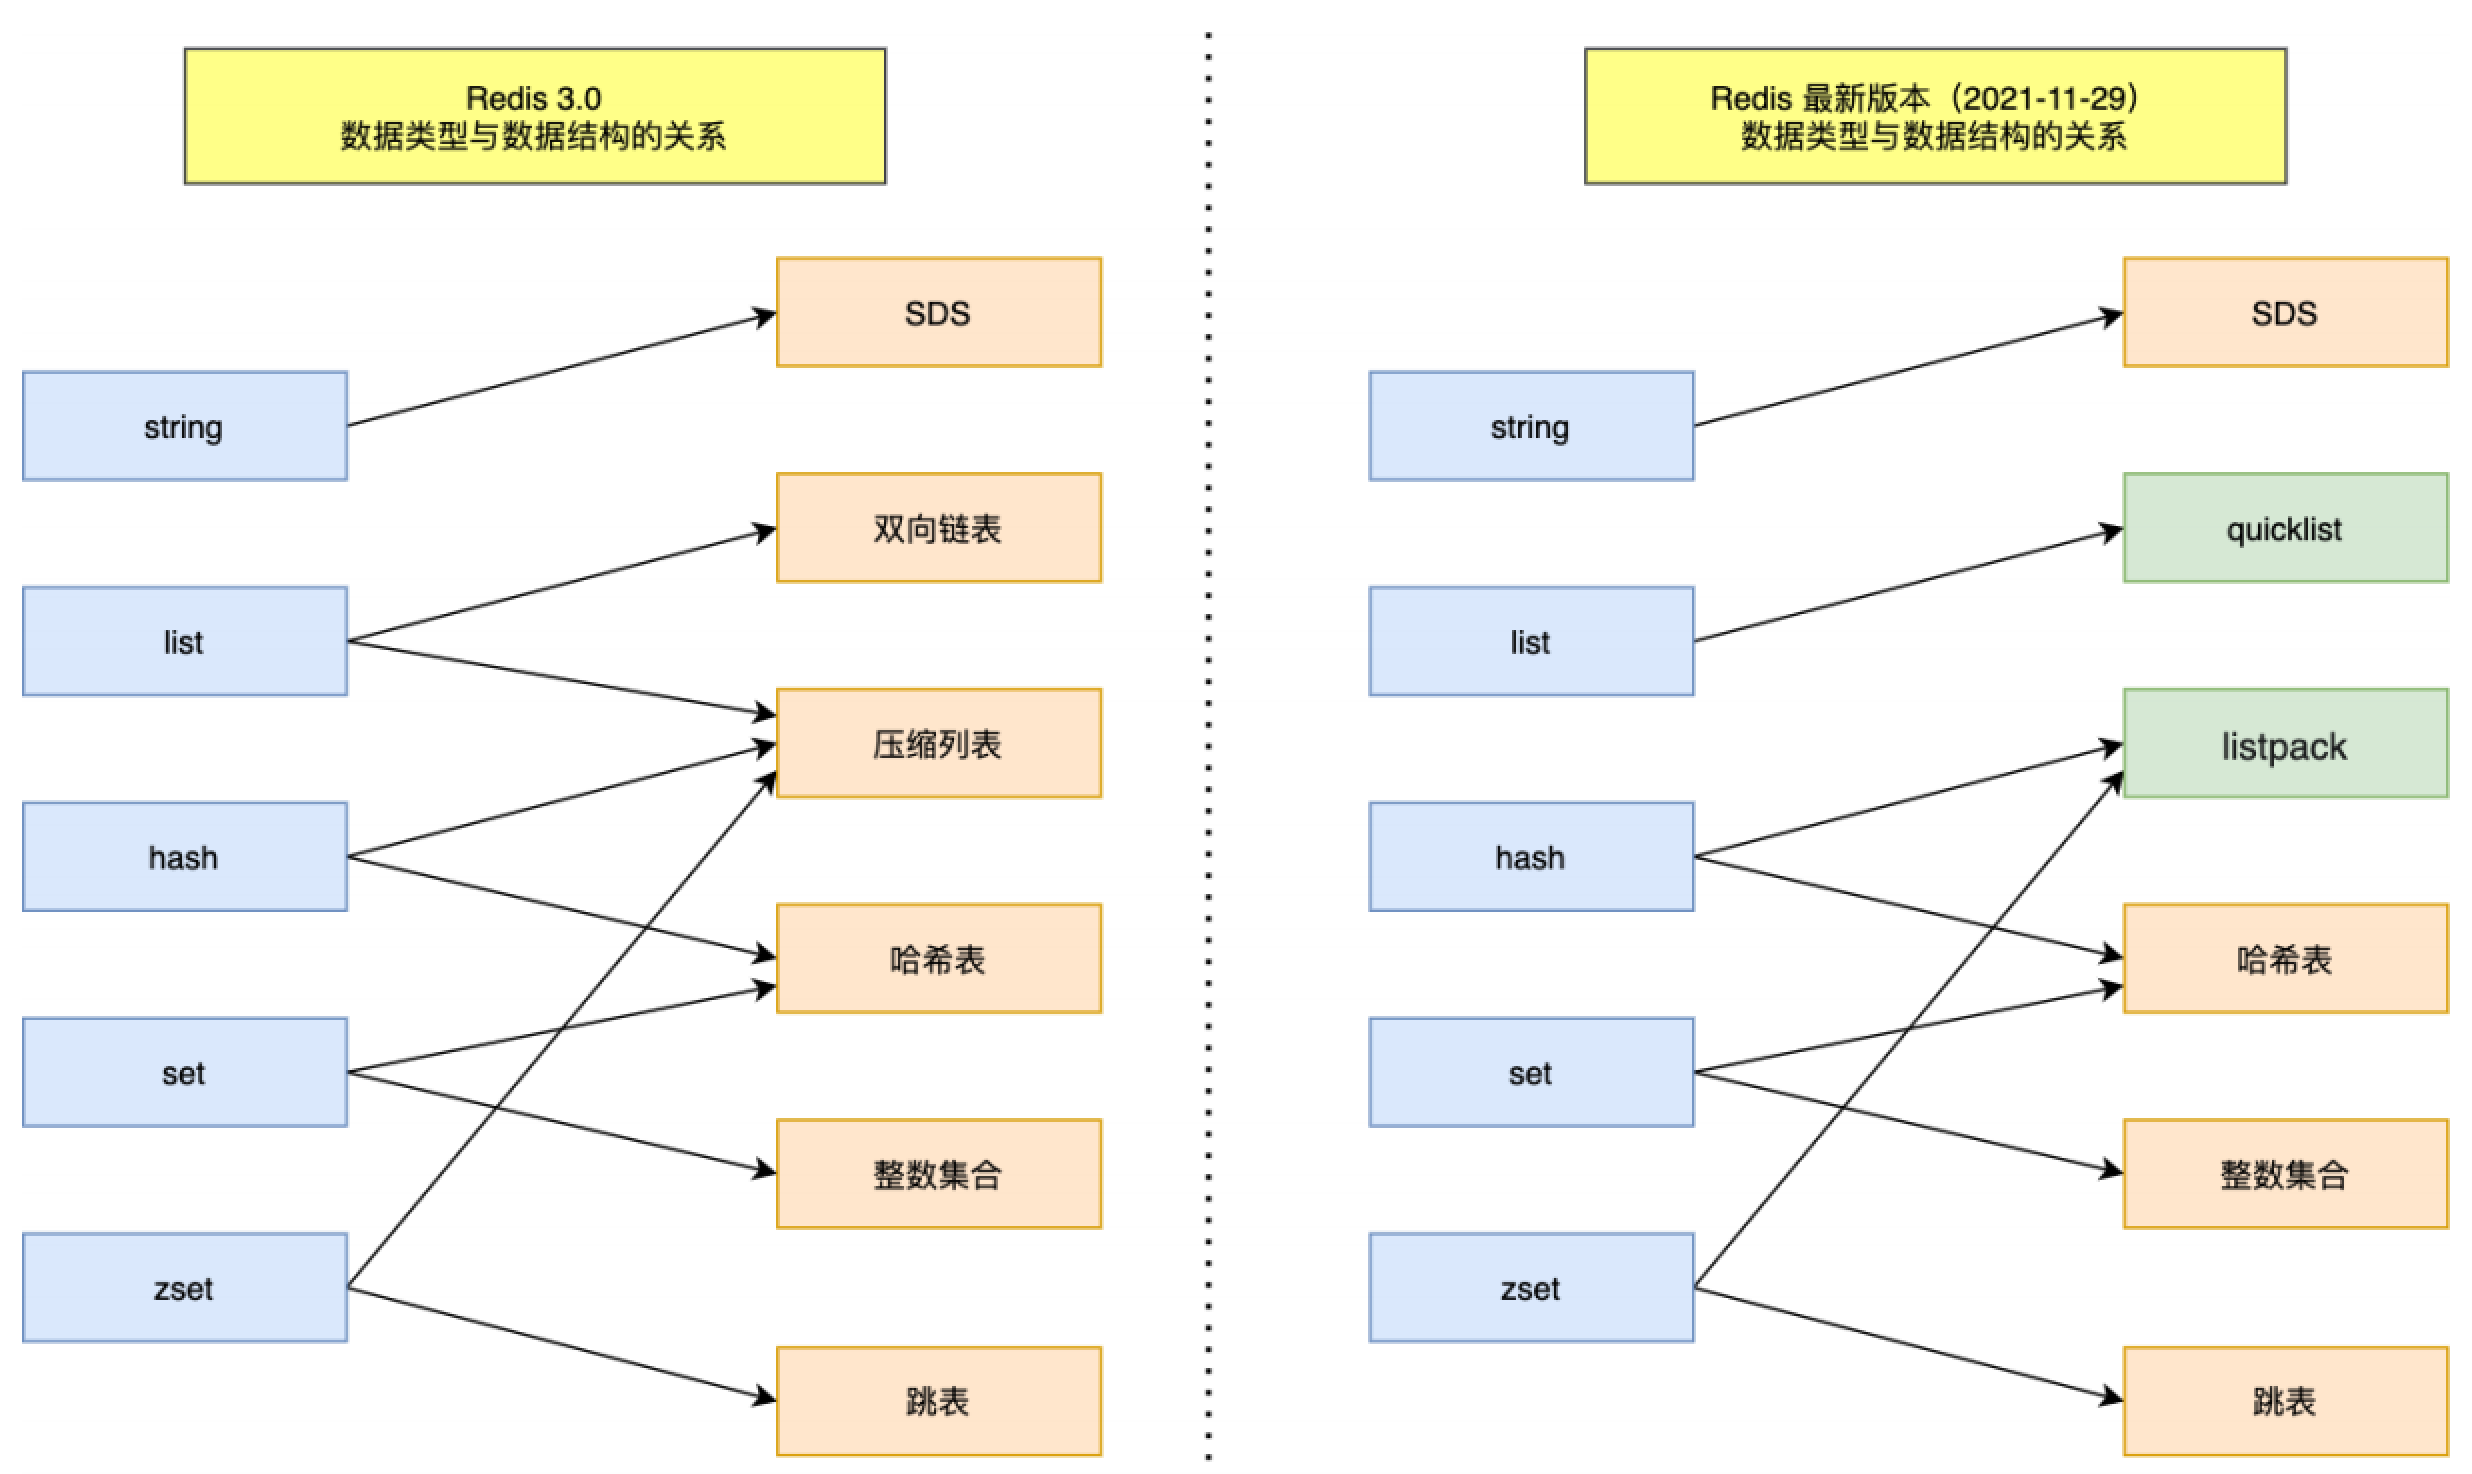 Redis 3.0
数据类型与数据结构的关系
string
list
hash
set
zset
SDS
双向链表
压缩列表
哈希表
整数集合
跳表
Redis 最新版本（2021-11-29）
数据类型与数据结构的关系
string
list
hash
set
zset
SDS
quicklist
listpack
哈希表
整数集合
跳表